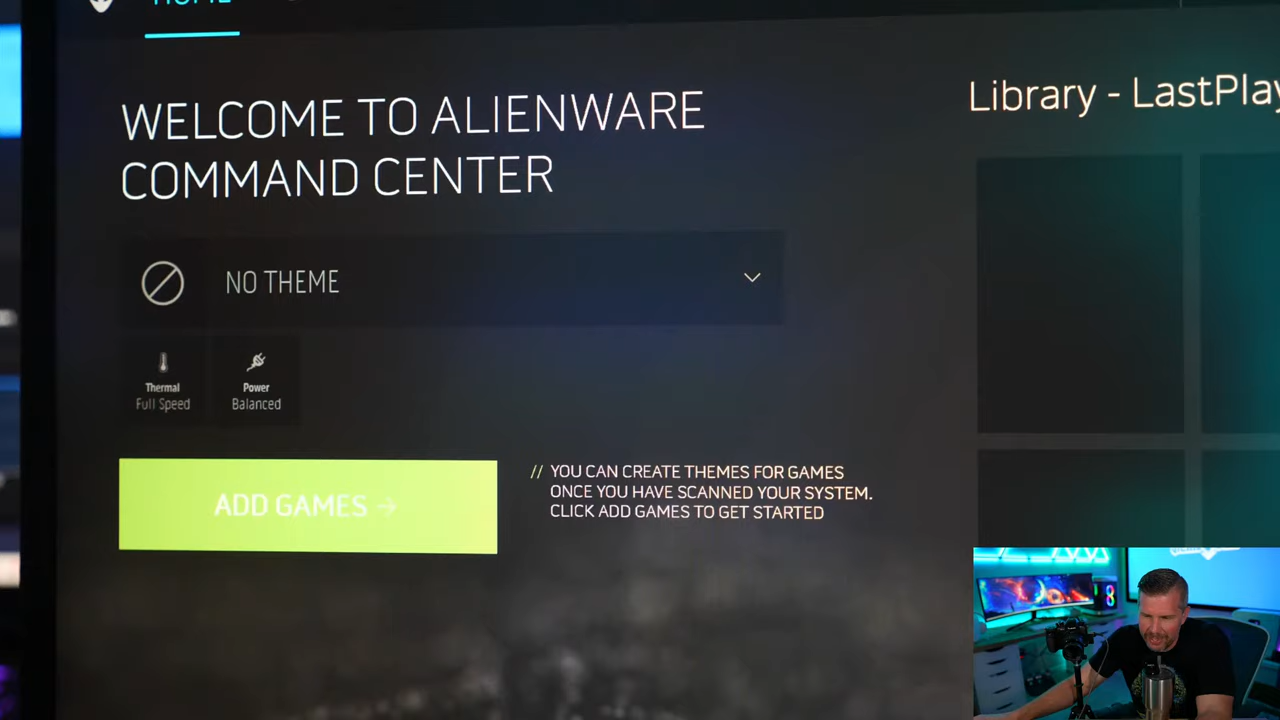 HOME
WELCOME TO ALIENWARE
COMMAND CENTER
NO THEME
Thermal
Full Speed
Power
Balanced
ADD GAMES →
// YOU CAN CREATE THEMES FOR GAMES
ONCE YOU HAVE SCANNED YOUR SYSTEM.
CLICK ADD GAMES TO GET STARTED
Library - LastPlay